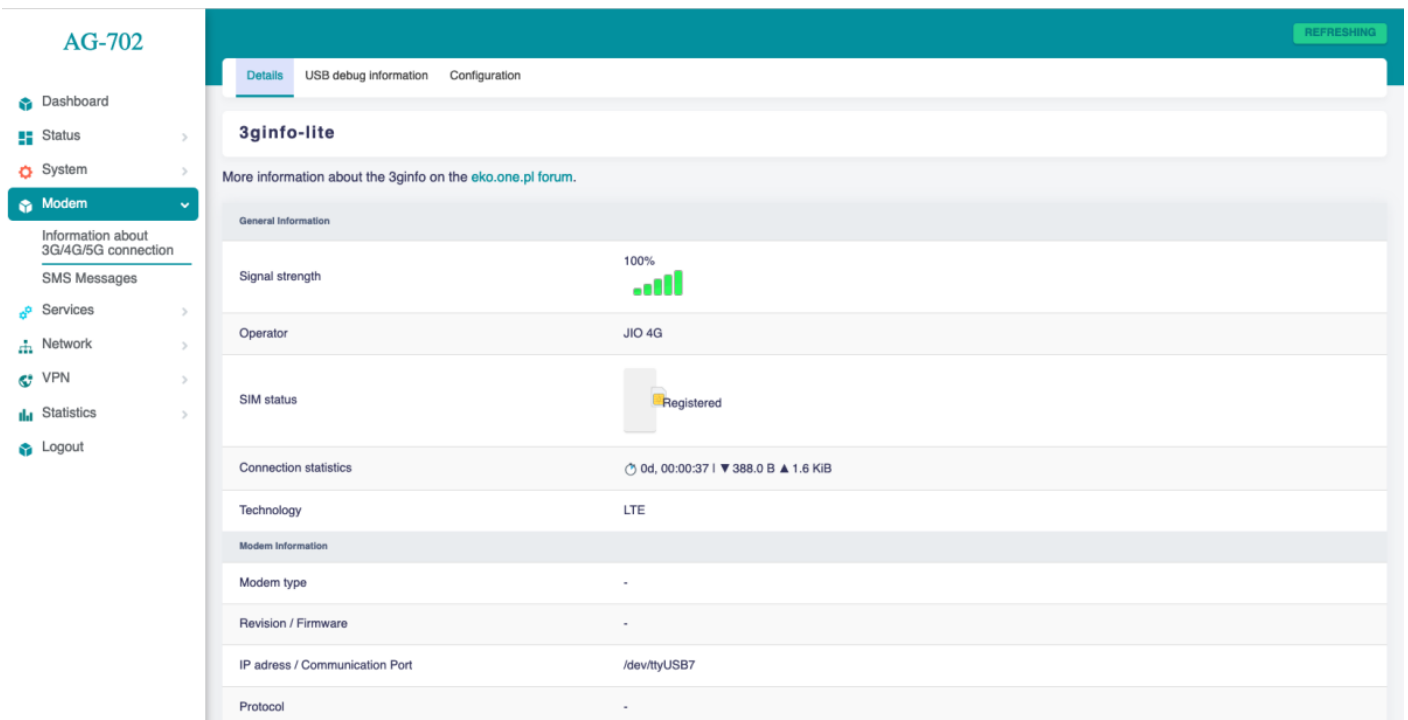 AG-702
REFRESHING
Details USB debug information Configuration
Dashboard
Status
System
Modem
Information about
3G/4G/5G connection
SMS Messages
Services
Network
VPN
Statistics
Logout
3ginfo-lite
More information about the 3ginfo on the eko.one.pl forum.
General Information
Signal strength 100%
Operator JIO 4G
SIM status Registered
Connection statistics 0d, 00:00:37 | ▼ 388.0 B ▲ 1.6 KiB
Technology LTE
Modem Information
Modem type -
Revision / Firmware -
IP adress / Communication Port /dev/ttyUSB7
Protocol -